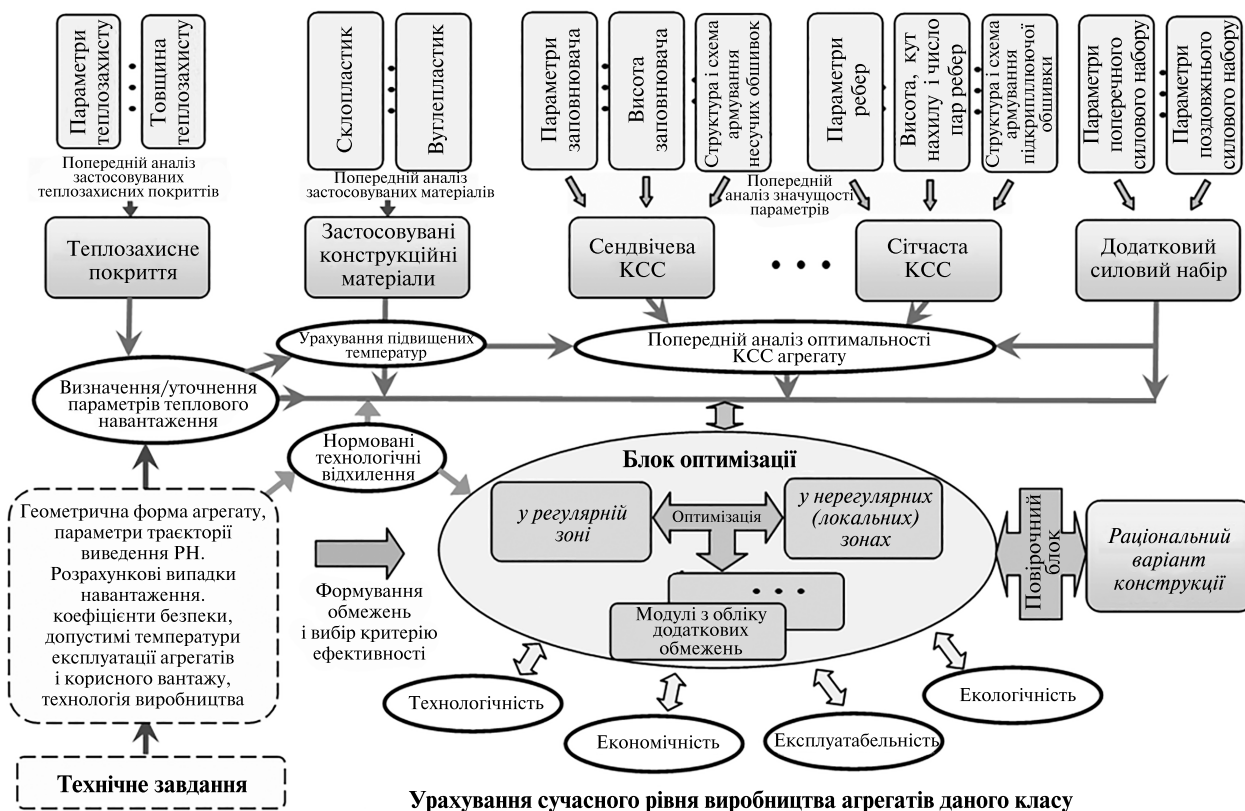 Параметри
теплозахисту
Товщина
теплозахисту
Склопластик
Вуглепластик
Параметри
заповнювача
Висота
заповнювача
Структура і схема
армування
несучих обшивок
Параметри
ребер
Висота, кут
нахилу і число
пар ребер
Структура і схема
армування
підкриплюючої
обшивки
Параметри
поперечного
силового набору
Параметри
поздовжнього
силового набору
Попередній аналіз
застосовуваних
теплозахисних покриттів
Попередній аналіз
застосовуваних матеріалів
Попередній
аналіз значущості
параметрів
Теплозахисне
покриття
Застосовувані
конструкційні
матеріали
Сендвічева
КСС
Сітчаста
КСС
Додатковий
силовий набір
Урахування підвищених
температур
Попередній аналіз оптимальності
КСС агрегату
Визначення/уточнення
параметрів теплового
навантаження
Нормовані
технологічні
відхилення
Блок оптимізації
у регулярній
зоні
Оптимізація
у нерегулярних
(локальних)
зонах
Модулі з обліку
додаткових
обмежень
Повірочний
блок
Раціональний
варіант
конструкції
Геометрична форма агрегату,
параметри траєкторії
виведення РН.
Розрахункові випадки
навантаження.
коефіцієнти безпеки,
допустимі температури
експлуатації агрегатів
і корисного вантажу,
технологія виробництва
Формування
обмежень
і вибір критерію
ефективності
Технологічність
Економічність
Експлуатабельність
Екологічність
Технічне завдання
Урахування сучасного рівня виробництва агрегатів даного класу